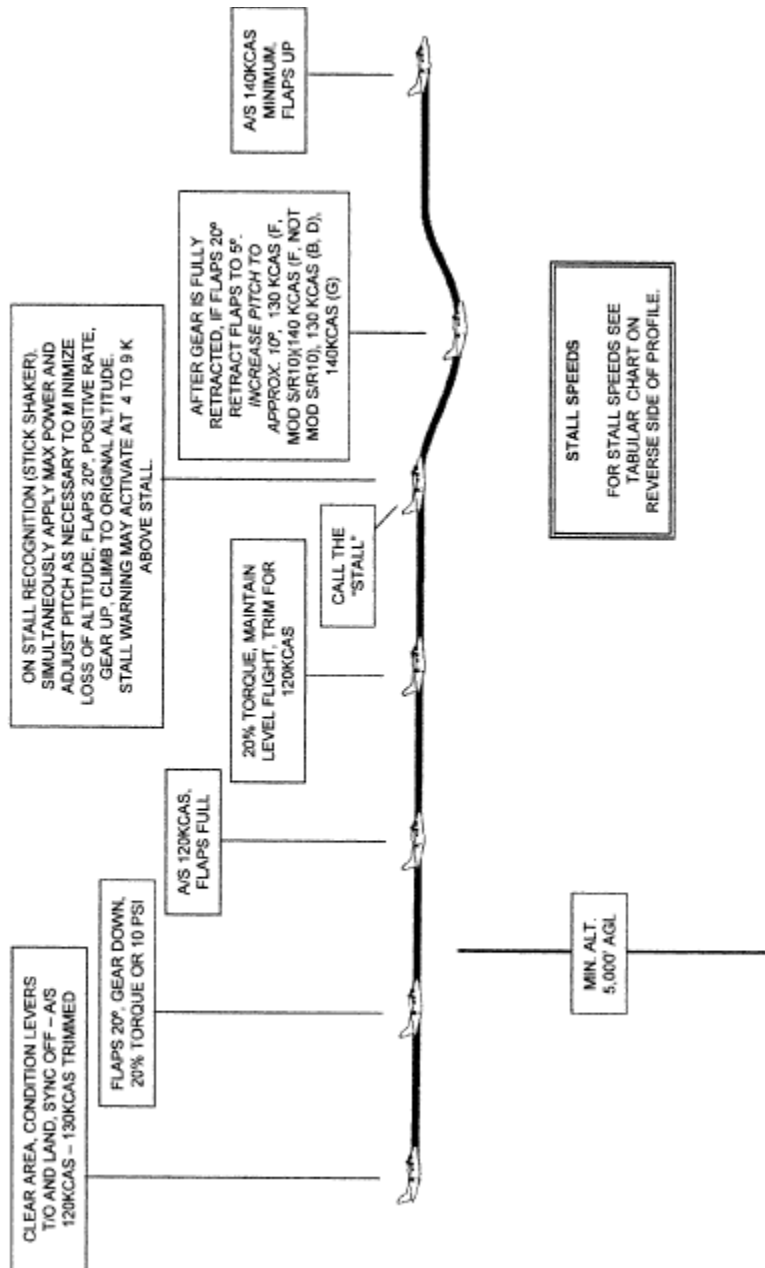 CLEAR AREA, CONDITION LEVERS
T/O AND LAND, SYNC OFF – A/S
120KCAS – 130KCAS TRIMMED
FLAPS 20º, GEAR DOWN,
20% TORQUE OR 10 PSI
A/S 120KCAS,
FLAPS FULL
20% TORQUE, MAINTAIN
LEVEL FLIGHT, TRIM FOR
120KCAS
CALL THE
"STALL"
ON STALL RECOGNITION (STICK SHAKER).
SIMULTANEOUSLY APPLY MAX POWER AND
ADJUST PITCH AS NECESSARY TO M INIMIZE
LOSS OF ALTITUDE, FLAPS 20º, POSITIVE RATE,
GEAR UP, CLIMB TO ORIGINAL ALTITUDE.
STALL WARNING MAY ACTIVATE AT 4 TO 9 K
ABOVE STALL.
AFTER GEAR IS FULLY
RETRACTED, IF FLAPS 20º
RETRACT FLAPS TO 5º.
INCREASE PITCH TO
APPROX. 10º, 130 KCAS (F,
MOD S/R10)(140 KCAS (F, NOT
MOD S/R10), 130 KCAS (B, D),
140KCAS (G)
A/S 140KCAS
MINIMUM,
FLAPS UP
MIN. ALT.
5,000' AGL
STALL SPEEDS
FOR STALL SPEEDS SEE
TABULAR CHART ON
REVERSE SIDE OF PROFILE.